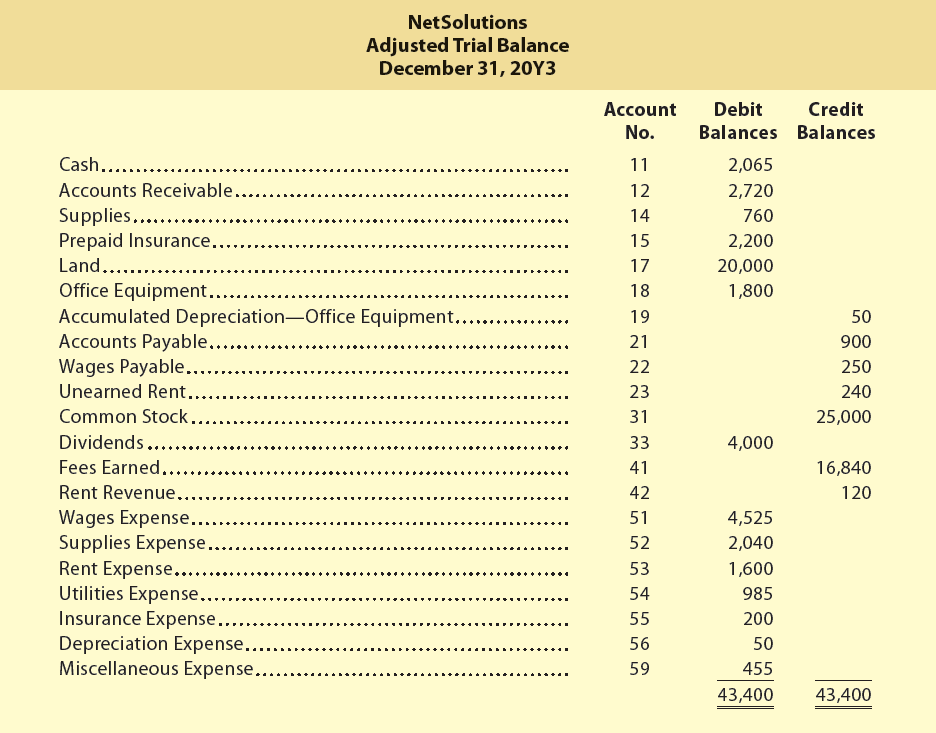 NetSolutions
Adjusted Trial Balance
December 31, 20Y3
Account Debit Credit
No. Balances Balances
Cash 11 2,065
Accounts Receivable 12 2,720
Supplies 14 760
Prepaid Insurance 15 2,200
Land 17 20,000
Office Equipment 18 1,800
Accumulated Depreciation—Office Equipment 19 50
Accounts Payable 21 900
Wages Payable 22 250
Unearned Rent 23 240
Common Stock 31 25,000
Dividends 33 4,000
Fees Earned 41 16,840
Rent Revenue 42 120
Wages Expense 51 4,525
Supplies Expense 52 2,040
Rent Expense 53 1,600
Utilities Expense 54 985
Insurance Expense 55 200
Depreciation Expense 56 50
Miscellaneous Expense 59 455
43,400 43,400